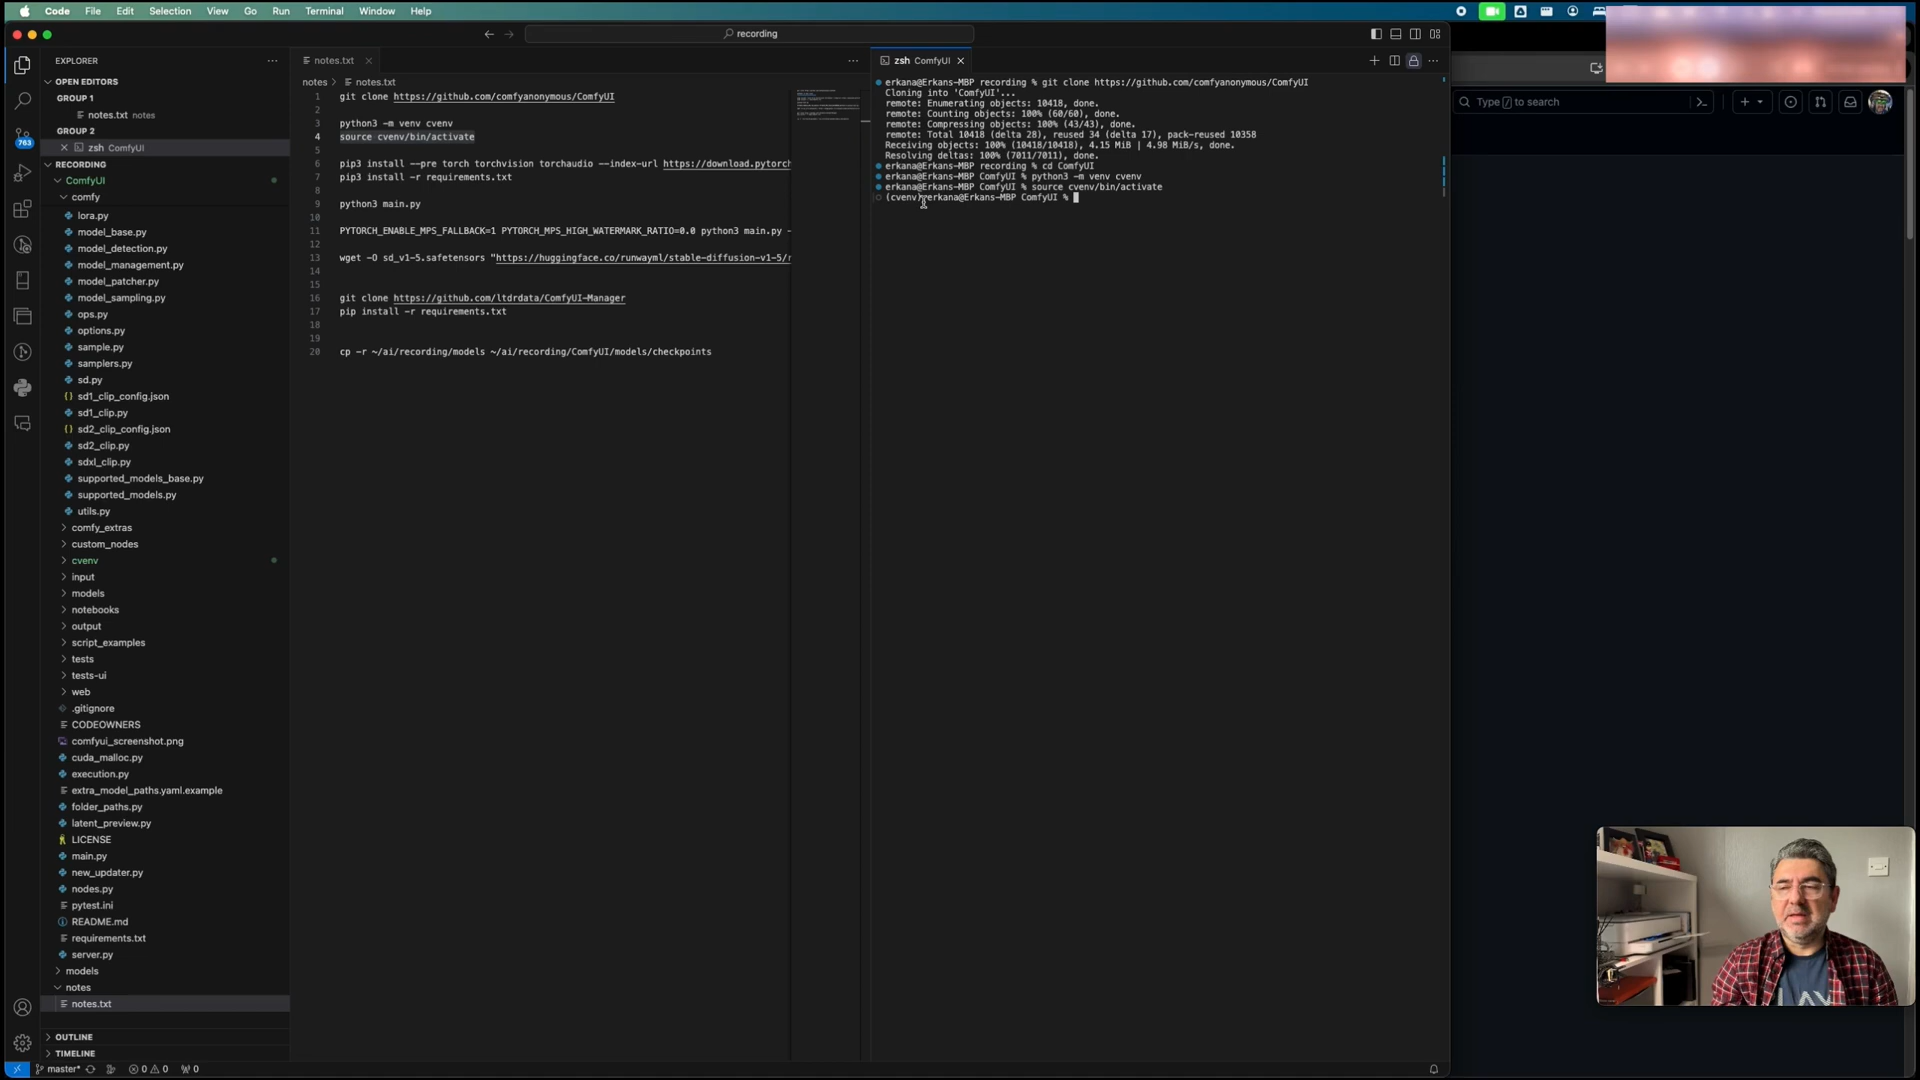 Code File Edit Selection View Go Run Terminal Window Help
recording
EXPLORER
OPEN EDITORS
GROUP 1
notes.txt notes
GROUP 2
zsh ComfyUI
RECORDING
ComfyUI
comfy
lora.py
model_base.py
model_detection.py
model_management.py
model_patcher.py
model_sampling.py
ops.py
options.py
sample.py
samplers.py
sd.py
sd1_clip_config.json
sd1_clip.py
sd2_clip_config.json
sd2_clip.py
sdxl_clip.py
supported_models_base.py
supported_models.py
utils.py
comfy_extras
custom_nodes
cvenv
input
models
notebooks
output
script_examples
tests
tests-ui
web
.gitignore
CODEOWNERS
comfyui_screenshot.png
cuda_malloc.py
execution.py
extra_model_paths.yaml.example
folder_paths.py
latent_preview.py
LICENSE
main.py
new_updater.py
nodes.py
pytest.ini
README.md
requirements.txt
server.py
models
notes
notes.txt
OUTLINE
TIMELINE
763
master* 0 0 0
notes.txt
notes > notes.txt
1 git clone https://github.com/comfyanonymous/ComfyUI
2
3 python3 -m venv cvenv
4 source cvenv/bin/activate
5
6 pip3 install --pre torch torchvision torchaudio --index-url https://download.pytorch
7 pip3 install -r requirements.txt
8
9 python3 main.py
10
11 PYTORCH_ENABLE_MPS_FALLBACK=1 PYTORCH_MPS_HIGH_WATERMARK_RATIO=0.0 python3 main.py -
12
13 wget -O sd_v1-5.safetensors "https://huggingface.co/runwayml/stable-diffusion-v1-5/r
14
15
16 git clone https://github.com/ltdrdata/ComfyUI-Manager
17 pip install -r requirements.txt
18
19
20 cp -r ~/ai/recording/models ~/ai/recording/ComfyUI/models/checkpoints
zsh ComfyUI
erkana@Erkans-MBP recording % git clone https://github.com/comfyanonymous/ComfyUI
Cloning into 'ComfyUI'...
remote: Enumerating objects: 10418, done.
remote: Counting objects: 100% (60/60), done.
remote: Compressing objects: 100% (43/43), done.
remote: Total 10418 (delta 28), reused 34 (delta 17), pack-reused 10358
Receiving objects: 100% (10418/10418), 4.15 MiB | 4.98 MiB/s, done.
Resolving deltas: 100% (7011/7011), done.
erkana@Erkans-MBP recording % cd ComfyUI
erkana@Erkans-MBP ComfyUI % python3 -m venv cvenv
erkana@Erkans-MBP ComfyUI % source cvenv/bin/activate
(cvenv) erkana@Erkans-MBP ComfyUI %
Type / to search